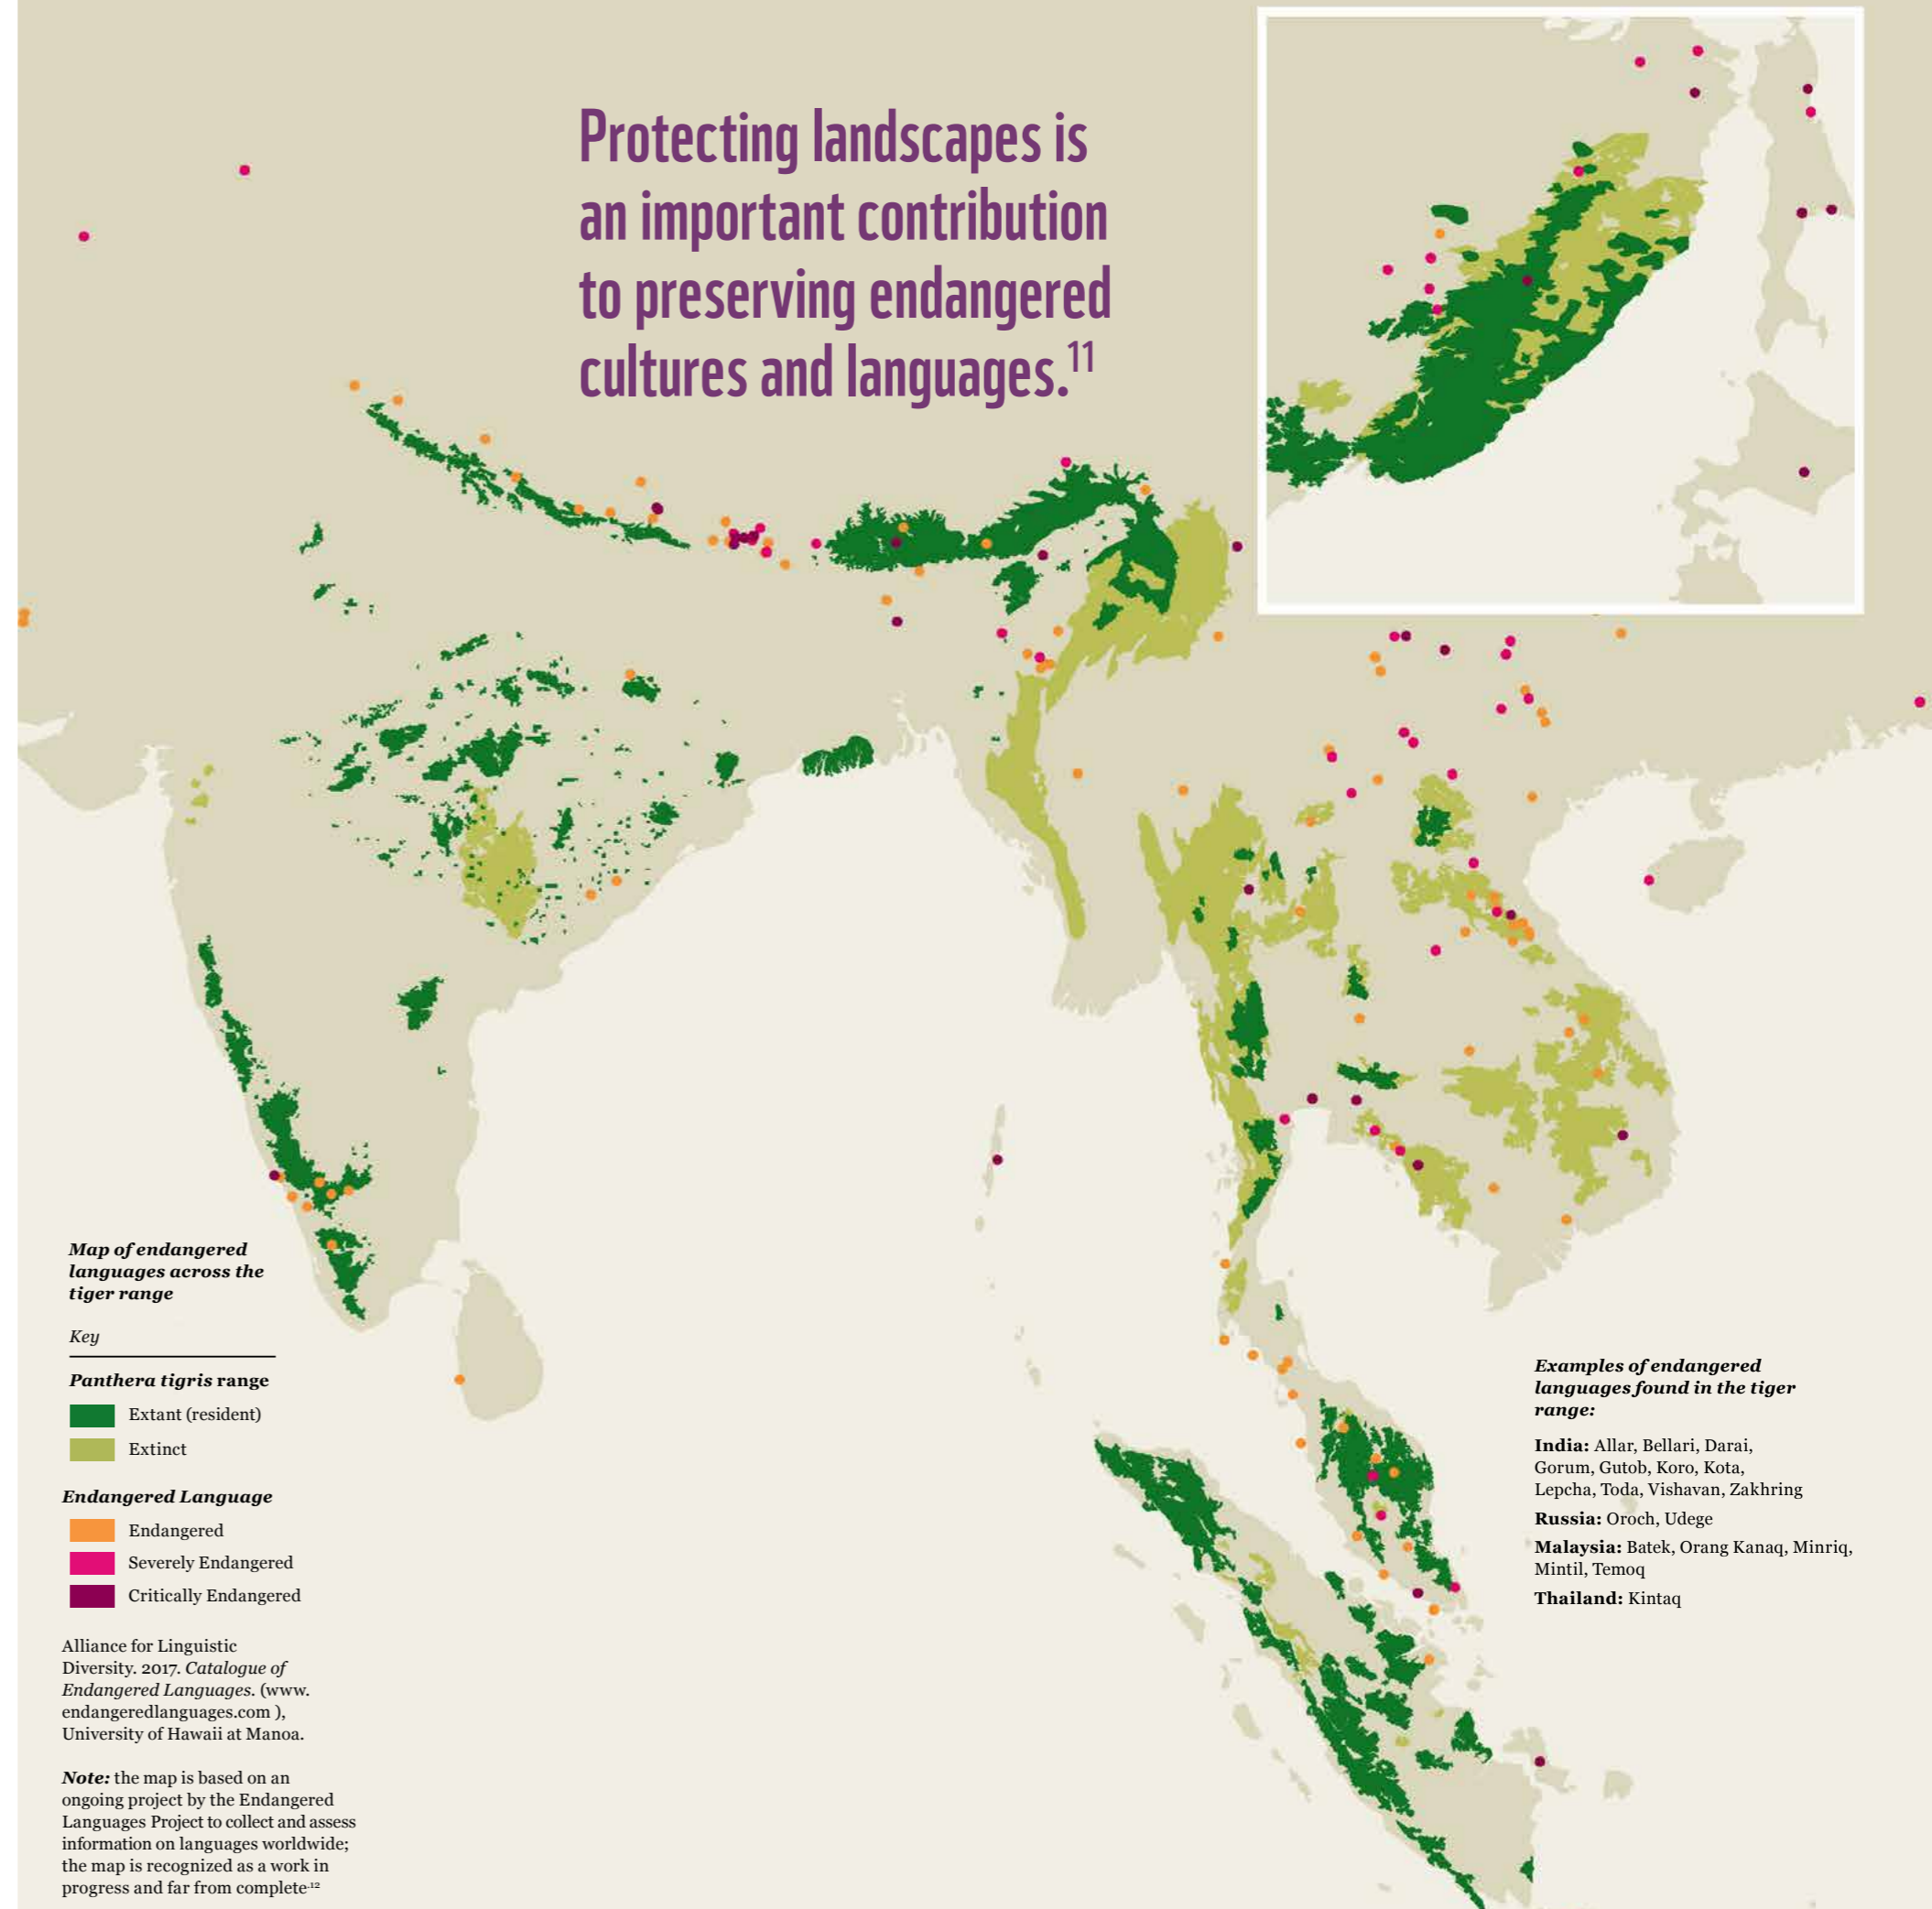 Protecting landscapes is
an important contribution
to preserving endangered
cultures and languages.11
Map of endangered
languages across the
tiger range
Key
Panthera tigris range
Extant (resident)
Extinct
Endangered Language
Endangered
Severely Endangered
Critically Endangered
Alliance for Linguistic
Diversity. 2017. Catalogue of
Endangered Languages. (www.
endangeredlanguages.com ),
University of Hawaii at Manoa.
Note: the map is based on an
ongoing project by the Endangered
Languages Project to collect and assess
information on languages worldwide;
the map is recognized as a work in
progress and far from complete.12
Examples of endangered
languages found in the tiger
range:
India: Allar, Bellari, Darai,
Gorum, Gutob, Koro, Kota,
Lepcha, Toda, Vishavan, Zakhring
Russia: Oroch, Udege
Malaysia: Batek, Orang Kanaq, Minriq,
Mintil, Temoq
Thailand: Kintaq